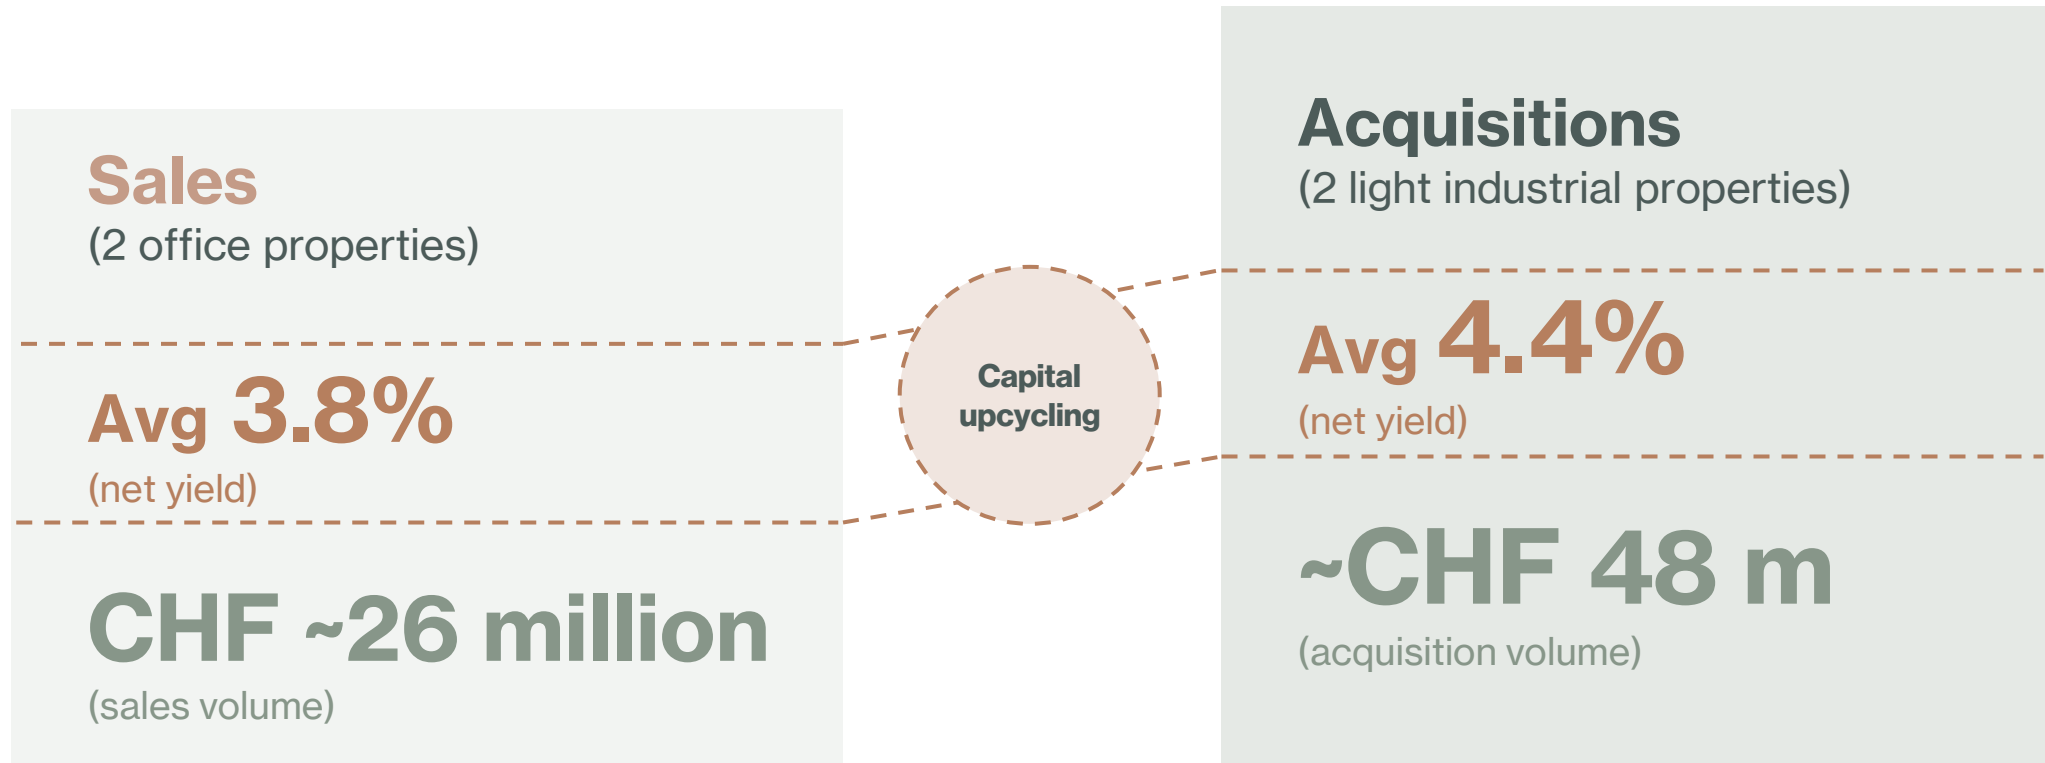 Sales
(2 office properties)
Avg 3.8%
(net yield)
CHF ~26 million
(sales volume)
Capital
upcycling
Acquisitions
(2 light industrial properties)
Avg 4.4%
(net yield)
~CHF 48 m
(acquisition volume)